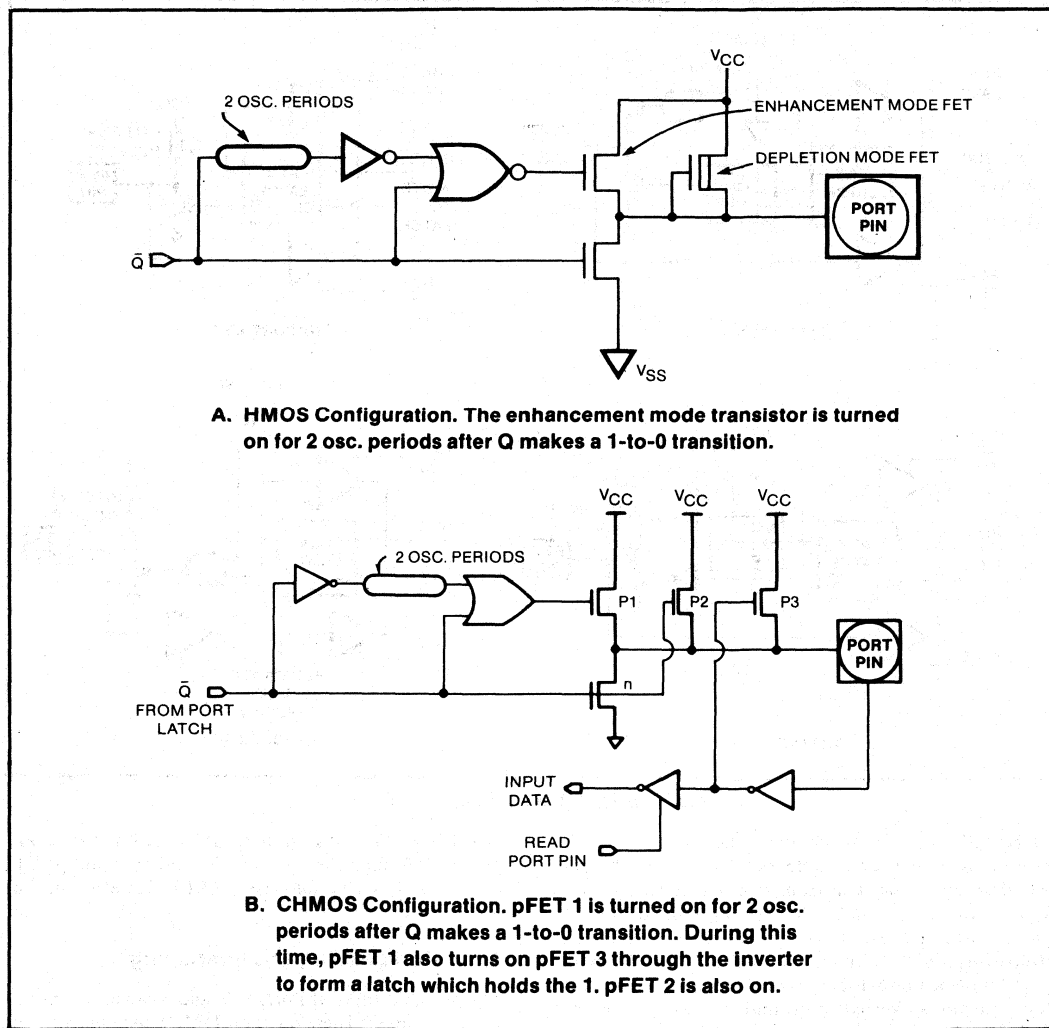 VCC
2 OSC. PERIODS
ENHANCEMENT MODE FET
DEPLETION MODE FET
PORT
PIN
Q̄
VSS
A. HMOS Configuration. The enhancement mode transistor is turned
on for 2 osc. periods after Q makes a 1-to-0 transition.
VCC VCC VCC
2 OSC. PERIODS
P1 P2 P3
PORT
PIN
n
Q̄
FROM PORT
LATCH
INPUT
DATA
READ
PORT PIN
B. CHMOS Configuration. pFET 1 is turned on for 2 osc.
periods after Q makes a 1-to-0 transition. During this
time, pFET 1 also turns on pFET 3 through the inverter
to form a latch which holds the 1. pFET 2 is also on.